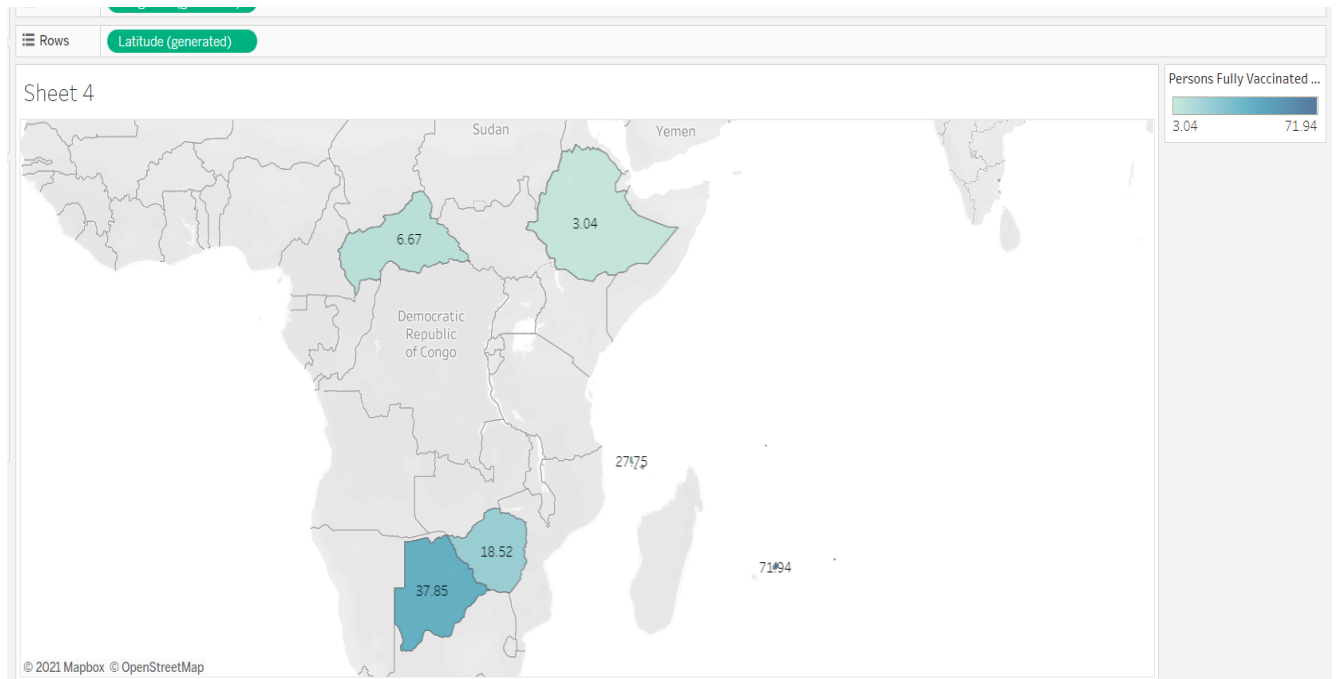 Rows
Latitude (generated)
Sheet 4
Persons Fully Vaccinated ...
3.04 71.94
Sudan
Yemen
3.04
6.67
Democratic
Republic
of Congo
27.75
18.52
71.94
37.85
© 2021 Mapbox © OpenStreetMap